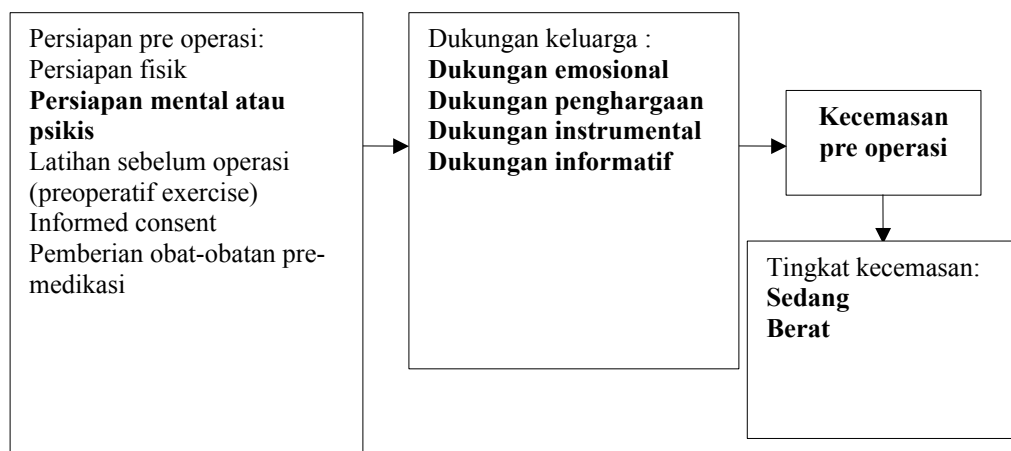 Persiapan pre operasi:
Persiapan fisik
Persiapan mental atau
psikis
Latihan sebelum operasi
(preoperatif exercise)
Informed consent
Pemberian obat-obatan pre-
medikasi
Dukungan keluarga :
Dukungan emosional
Dukungan penghargaan
Dukungan instrumental
Dukungan informatif
Kecemasan
pre operasi
Tingkat kecemasan:
Sedang
Berat